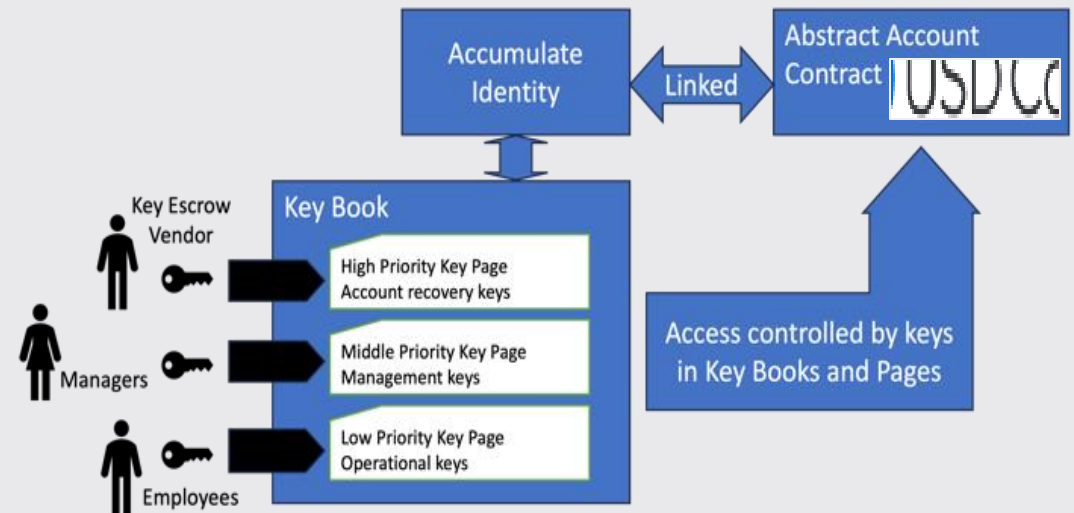 Accumulate
Identity
Linked
Abstract Account
Contract
Key Book
Key Escrow
Vendor
High Priority Key Page
Account recovery keys
Managers
Middle Priority Key Page
Management keys
Employees
Low Priority Key Page
Operational keys
Access controlled by keys
in Key Books and Pages